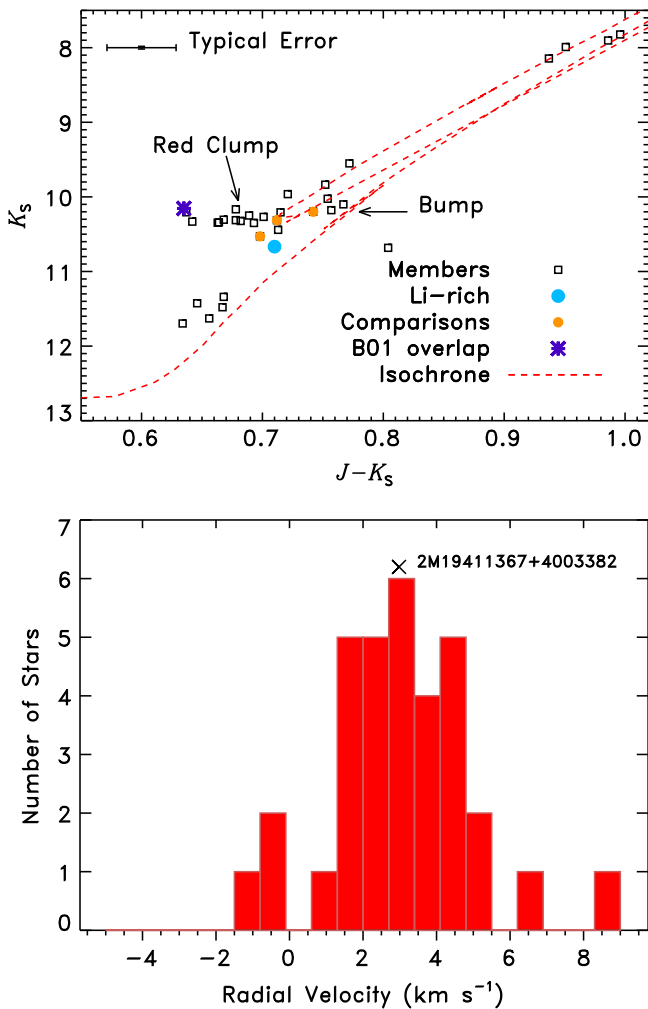 8
9
10
11
12
13
Kₛ
Typical Error
Red Clump
Bump
Members
Li−rich
Comparisons
B01 overlap
Isochrone
0.6 0.7 0.8 0.9 1.0
J−Kₛ
7
6
5
4
3
2
1
0
Number of Stars
2M19411367+4003382
−4 −2 0 2 4 6 8
Radial Velocity (km s⁻¹)